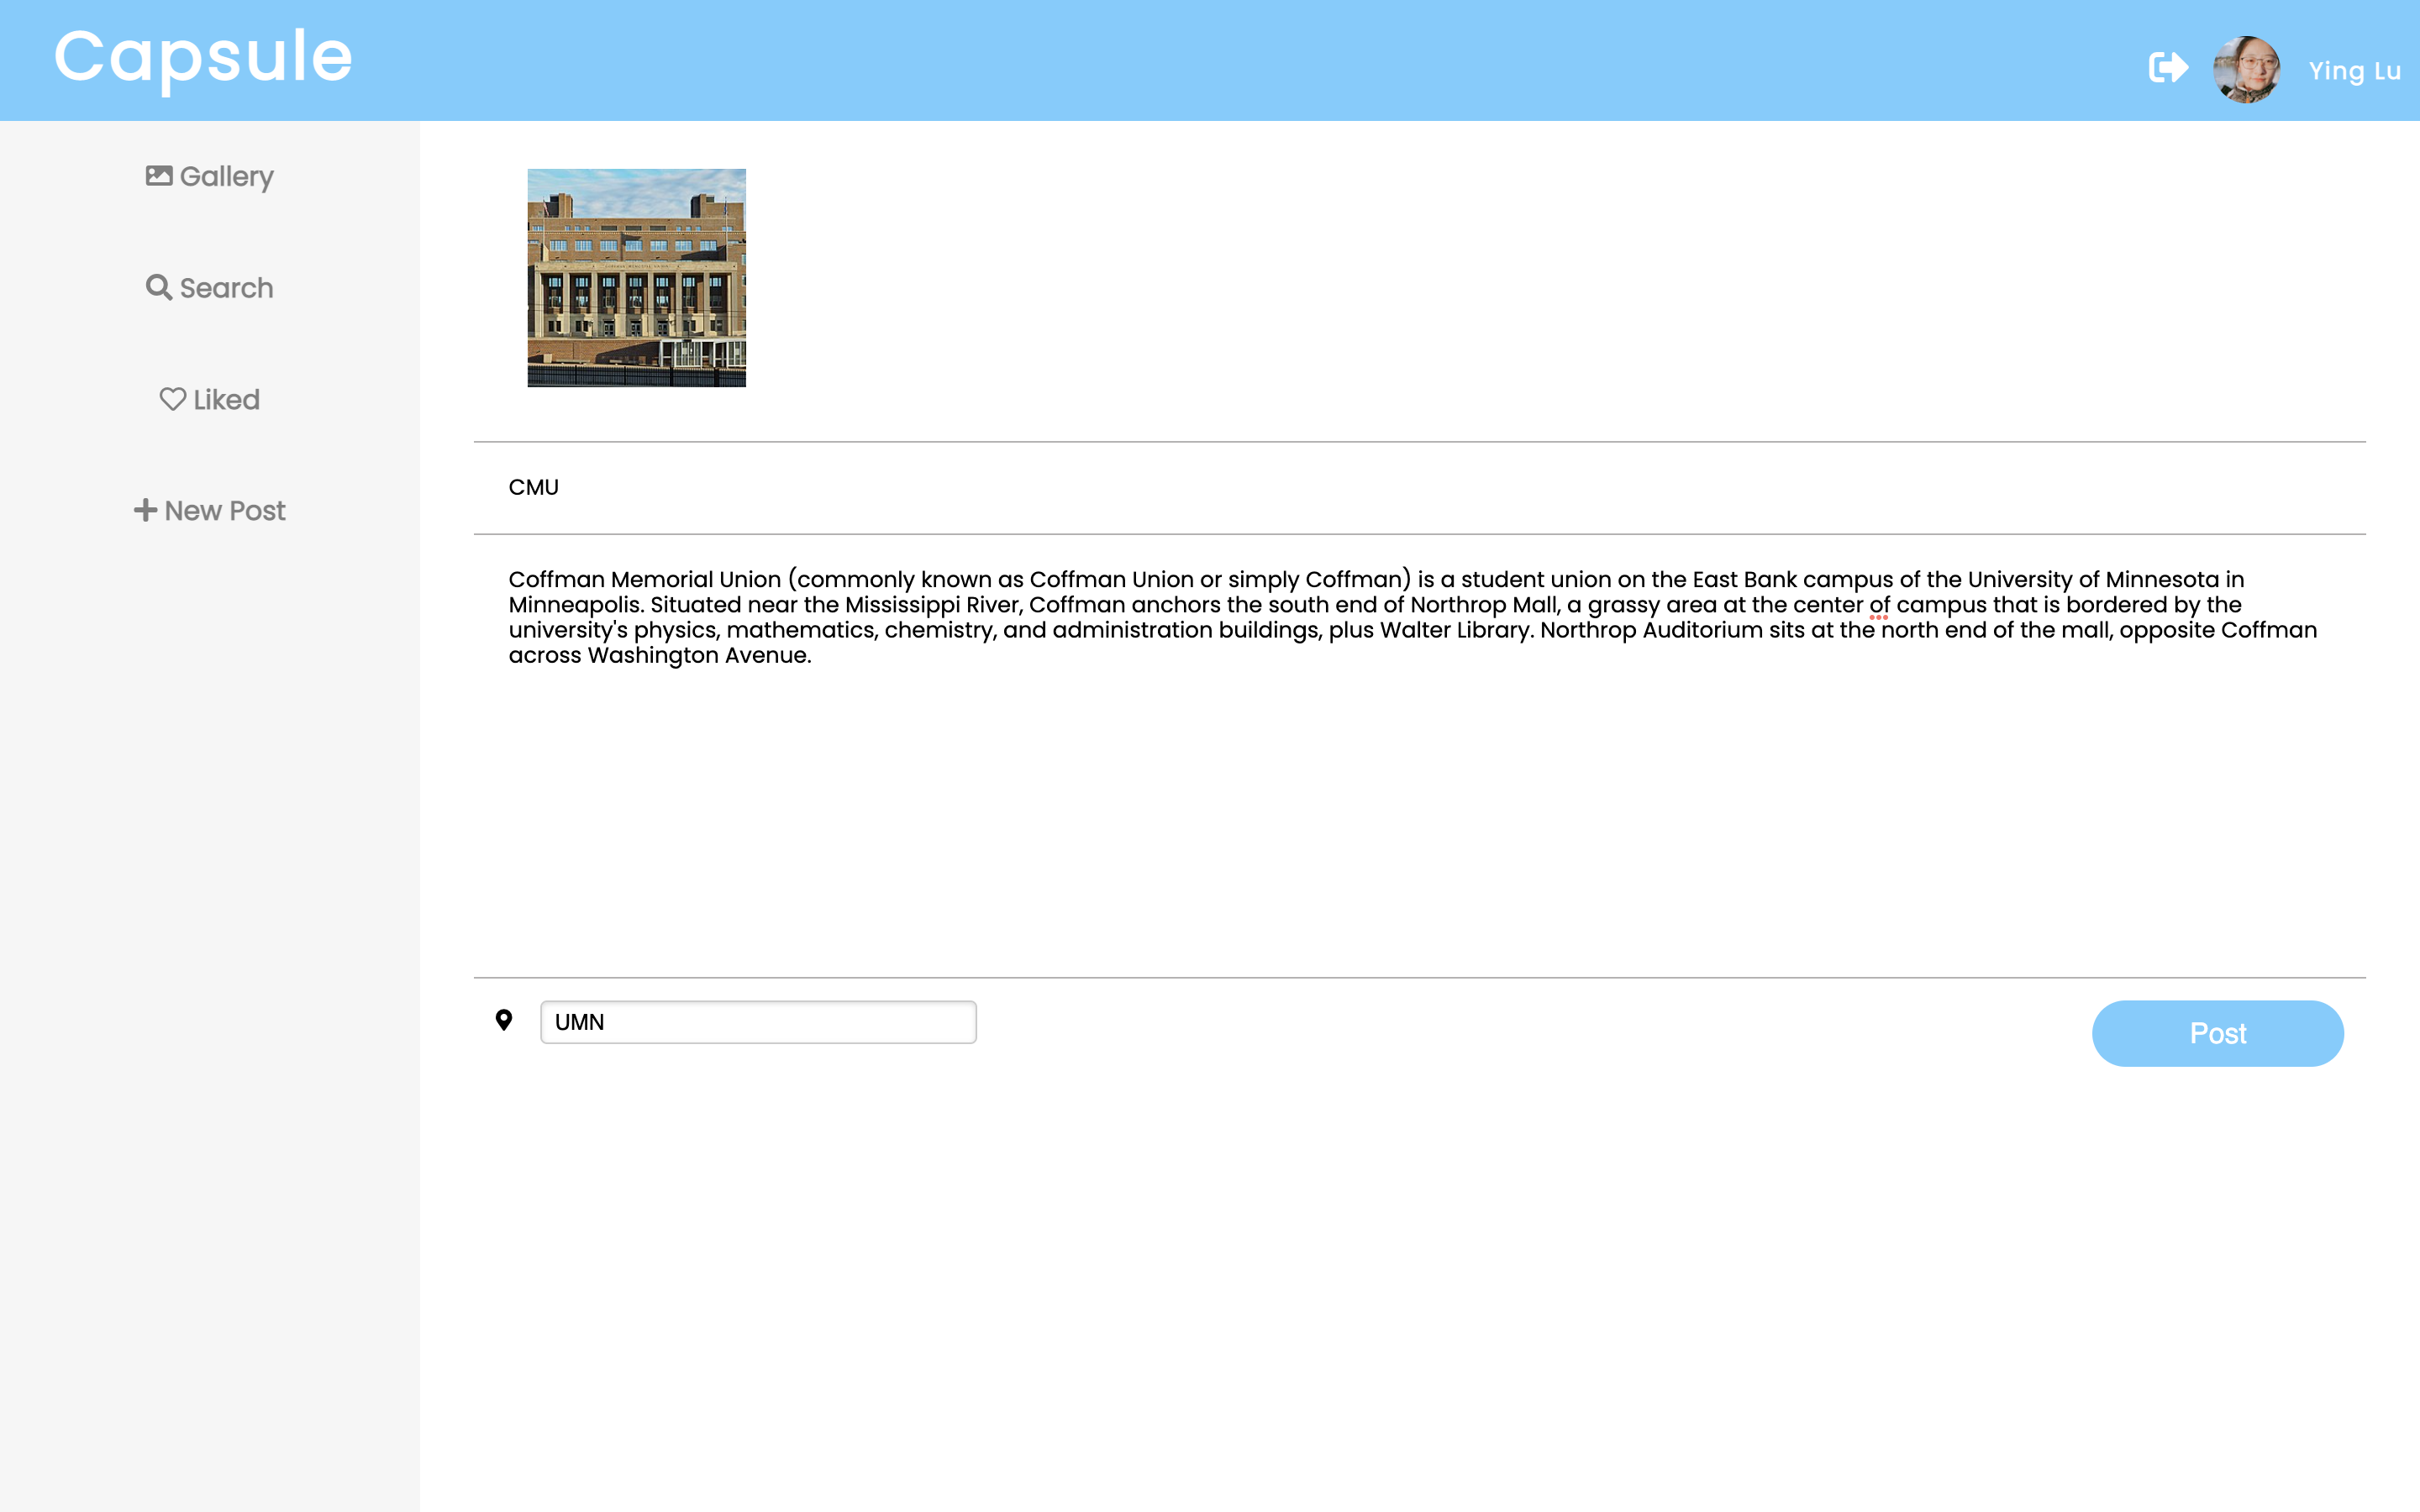 Capsule
Ying Lu
Gallery
Search
Liked
New Post
CMU
Coffman Memorial Union (commonly known as Coffman Union or simply Coffman) is a student union on the East Bank campus of the University of Minnesota in
Minneapolis. Situated near the Mississippi River, Coffman anchors the south end of Northrop Mall, a grassy area at the center of campus that is bordered by the
university's physics, mathematics, chemistry, and administration buildings, plus Walter Library. Northrop Auditorium sits at the north end of the mall, opposite Coffman
across Washington Avenue.
UMN
Post